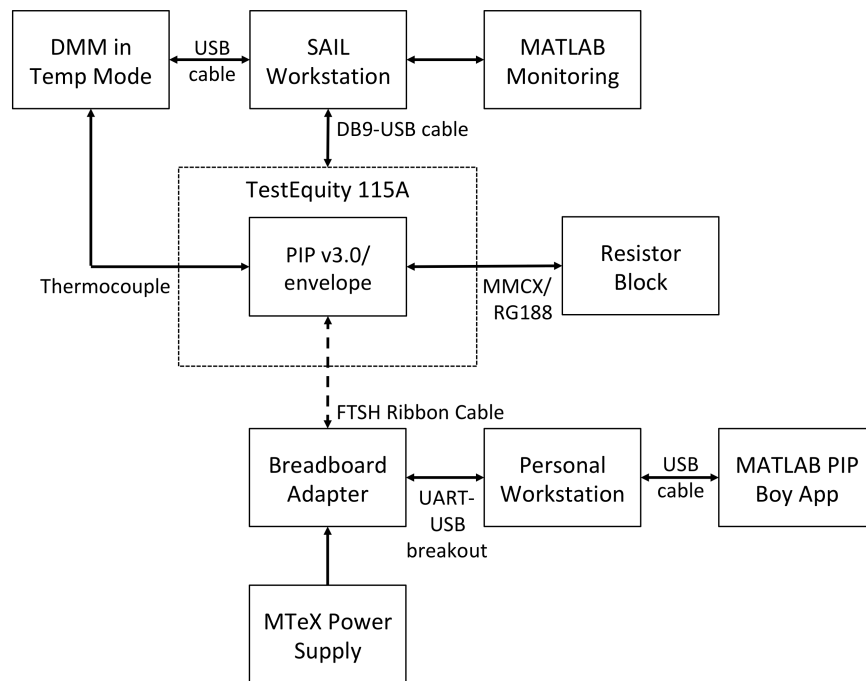 DMM in
Temp Mode
USB
cable
SAIL
Workstation
MATLAB
Monitoring
DB9-USB cable
TestEquity 115A
PIP v3.0/
envelope
Thermocouple
MMCX/
RG188
Resistor
Block
FTSH Ribbon Cable
Breadboard
Adapter
UART-
USB
breakout
Personal
Workstation
USB
cable
MATLAB PIP
Boy App
MTeX Power
Supply